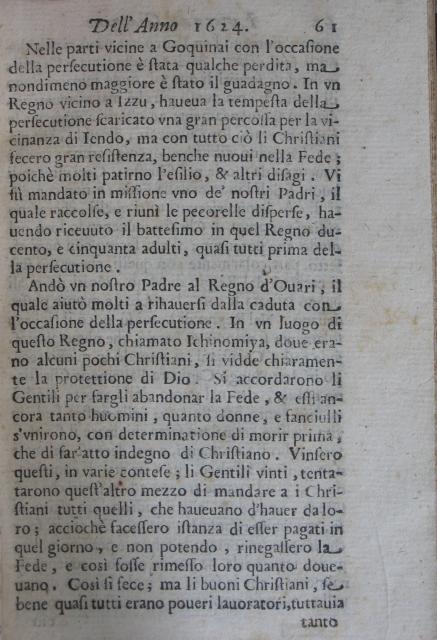 Dell'Anno 1624. 61
Nelle parti vicine a Goquinai con l'occasione
della persecutione è stata qualche perdita, ma
nondimeno maggiore è stato il guadagno. In vn
Regno vicino a Izzu, haueua la tempesta della
persecutione scaricato vna gran percossa per la vi-
cinanza di Iendo, ma con tutto ciò li Christiani
fecero gran resistenza, benche nuoui nella Fede;
poichè molti patirno l'esilio, & altri disagi. Vi
fù mandato in missione vno de' nostri Padri, il
quale raccolse, e riunì le pecorelle disperse, ha-
uendo riceuuto il battesimo in quel Regno du-
cento, e cinquanta adulti, quasi tutti prima del-
la persecutione.
Andò vn nostro Padre al Regno d'Ouari, il
quale aiutò molti a rihauersi dalla caduta con
l'occasione della persecutione. In vn luogo di
questo Regno, chiamato Ichinomiya, doue era-
no alcuni pochi Christiani, si vidde chiaramen-
te la protettione di Dio. Si accordarono li
Gentili per fargli abandonar la Fede, & essi an-
cora tanto huomini, quanto donne, e fanciulli
s'vnirono, con determinatione di morir prima,
che di far atto indegno di Christiano. Vinsero
questi, in varie contese; li Gentili vinti, tenta-
tarono quest'altro mezzo di mandare a i Chri-
stiani tutti quelli, che haueuano d'hauer da lo-
ro; acciochè facessero istanza di esser pagati in
quel giorno, e non potendo, rinegassero la
Fede, e così fosse rimesso loro quanto doue-
uano. Così si fece; ma li buoni Christiani, se
bene quasi tutti erano poueri lauoratori, tuttauia
tanto